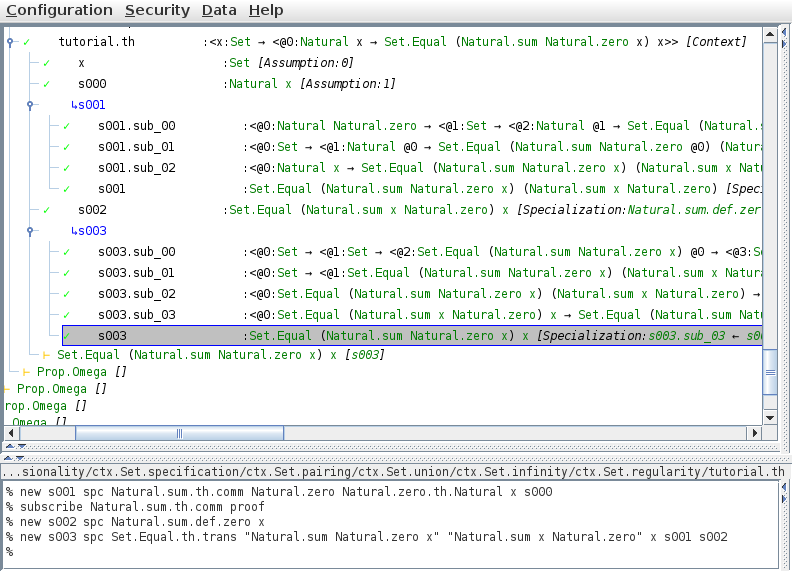 Configuration Security Data Help
tutorial.th :<x:Set → <@0:Natural x → Set.Equal (Natural.sum Natural.zero x) x>> [Context]
x :Set [Assumption:0]
s000 :Natural x [Assumption:1]
↳s001
s001.sub_00 :<@0:Natural Natural.zero → <@1:Set → <@2:Natural @1 → Set.Equal (Natural.s
s001.sub_01 :<@0:Set → <@1:Natural @0 → Set.Equal (Natural.sum Natural.zero @0) (Natu
s001.sub_02 :<@0:Natural x → Set.Equal (Natural.sum Natural.zero x) (Natural.sum x Natu
s001 :Set.Equal (Natural.sum Natural.zero x) (Natural.sum x Natural.zero) [Spec
s002 :Set.Equal (Natural.sum x Natural.zero) x [Specialization:Natural.sum.def.zer
↳s003
s003.sub_00 :<@0:Set → <@1:Set → <@2:Set.Equal (Natural.sum Natural.zero x) @0 → <@3:S
s003.sub_01 :<@0:Set → <@1:Set.Equal (Natural.sum Natural.zero x) (Natural.sum x Natura
s003.sub_02 :<@0:Set.Equal (Natural.sum Natural.zero x) (Natural.sum x Natural.zero) →
s003.sub_03 :<@0:Set.Equal (Natural.sum x Natural.zero) x → Set.Equal (Natural.sum Natu
s003 :Set.Equal (Natural.sum Natural.zero x) x [Specialization:s003.sub_03 ← s00
⊢ Set.Equal (Natural.sum Natural.zero x) x [s003]
⊢ Prop.Omega []
⊢ Prop.Omega []
rop.Omega []
Omega []
...sionality/ctx.Set.specification/ctx.Set.pairing/ctx.Set.union/ctx.Set.infinity/ctx.Set.regularity/tutorial.th
% new s001 spc Natural.sum.th.comm Natural.zero Natural.zero.th.Natural x s000
% subscribe Natural.sum.th.comm proof
% new s002 spc Natural.sum.def.zero x
% new s003 spc Set.Equal.th.trans "Natural.sum Natural.zero x" "Natural.sum x Natural.zero" x s001 s002
%